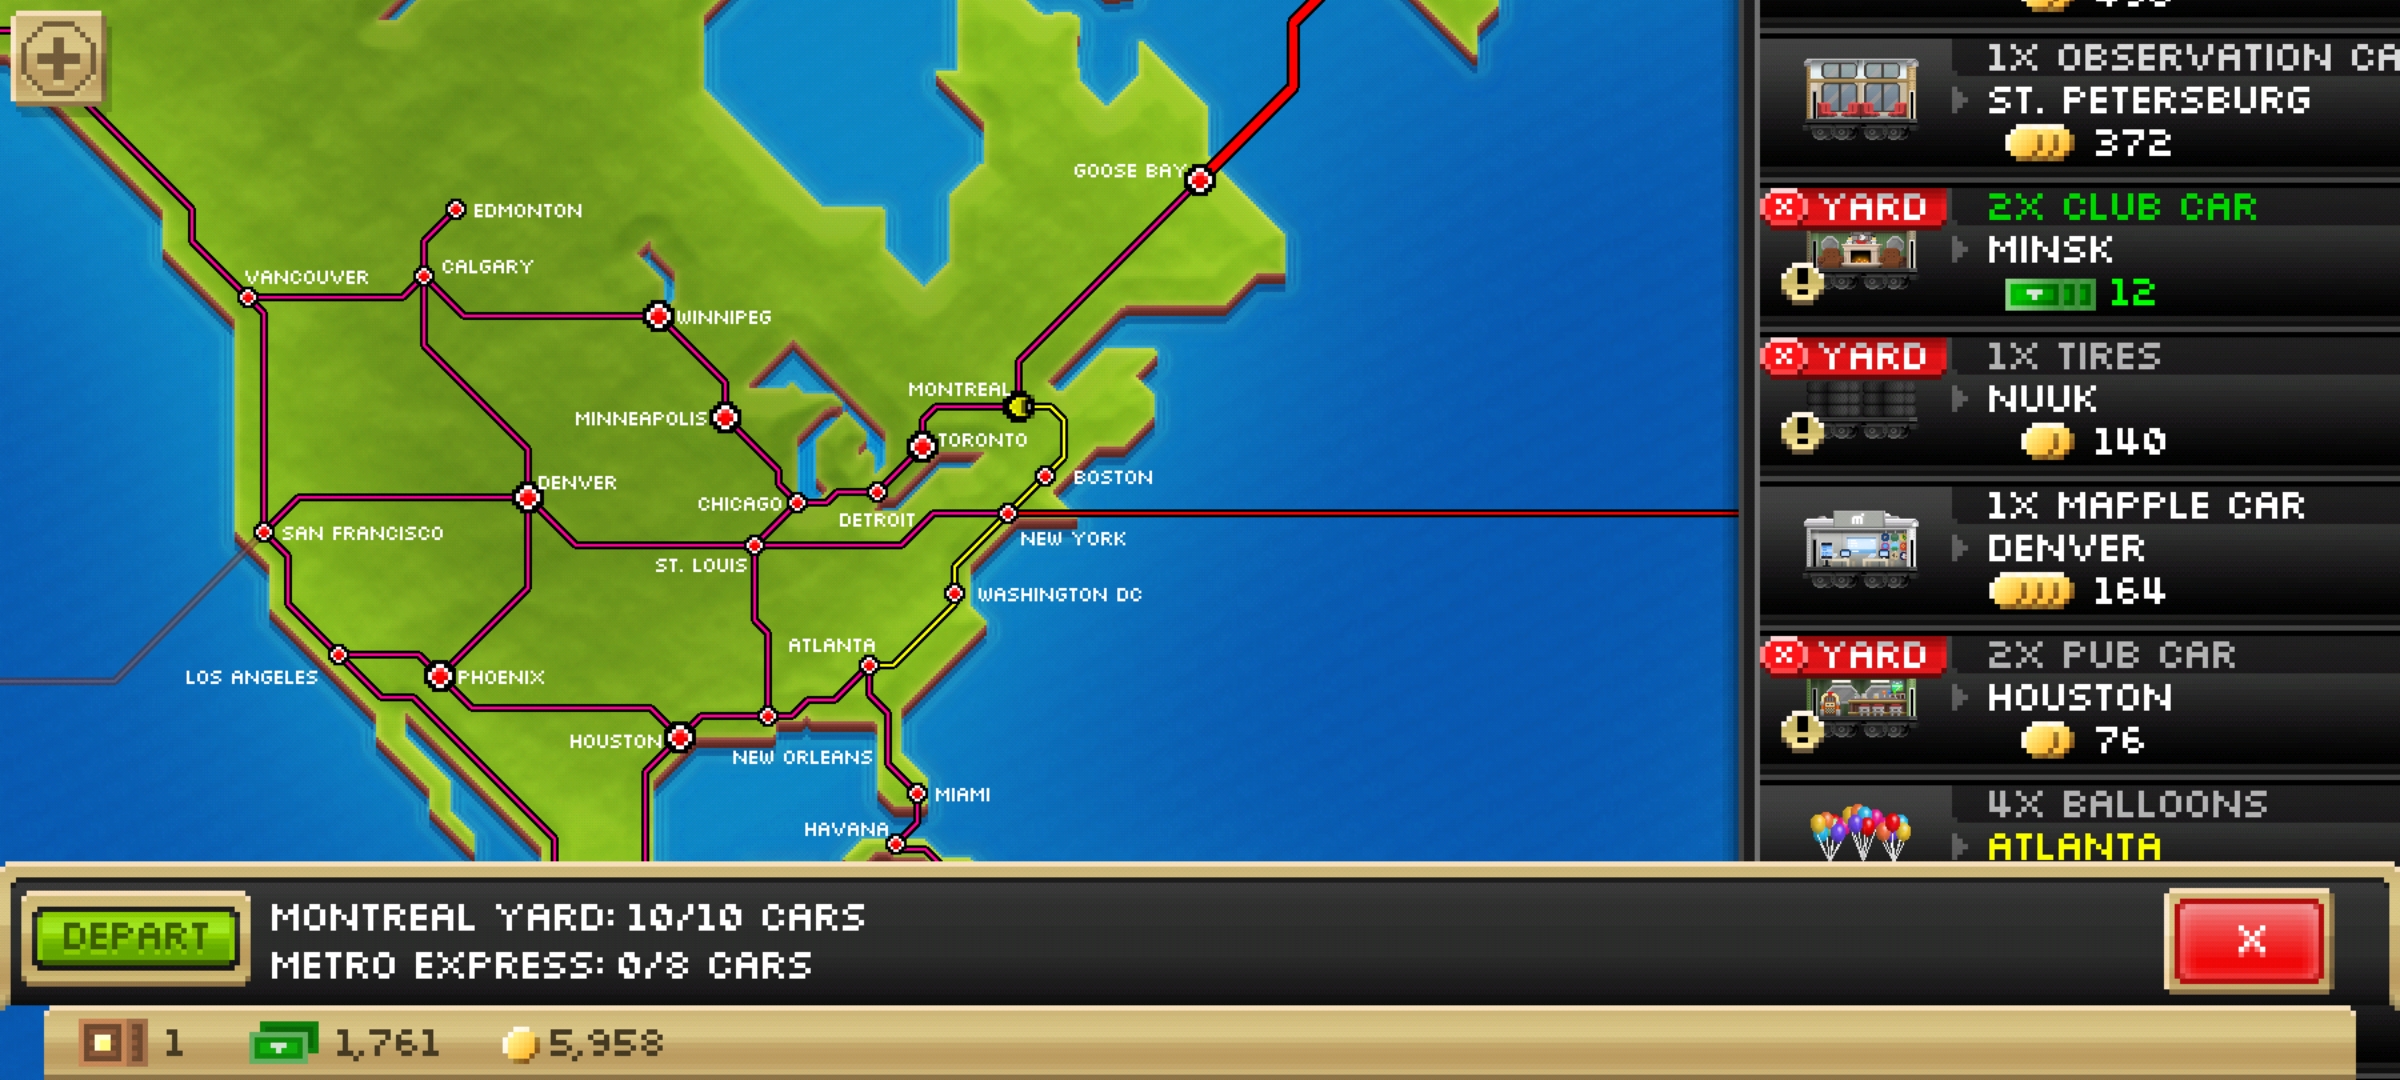 GOOSE BAY
EDMONTON
CALGARY
VANCOUVER
WINNIPEG
MONTREAL
MINNEAPOLIS
TORONTO
BOSTON
DENVER
CHICAGO
DETROIT
SAN FRANCISCO
NEW YORK
ST. LOUIS
WASHINGTON DC
ATLANTA
LOS ANGELES
PHOENIX
HOUSTON
NEW ORLEANS
MIAMI
HAVANA
1X OBSERVATION CA
ST. PETERSBURG
372
X YARD
2X CLUB CAR
MINSK
12
X YARD
1X TIRES
NUUK
140
1X MAPPLE CAR
DENVER
164
X YARD
2X PUB CAR
HOUSTON
76
4X BALLOONS
ATLANTA
DEPART
MONTREAL YARD: 10/10 CARS
METRO EXPRESS: 0/8 CARS
X
1
1,761
5,958